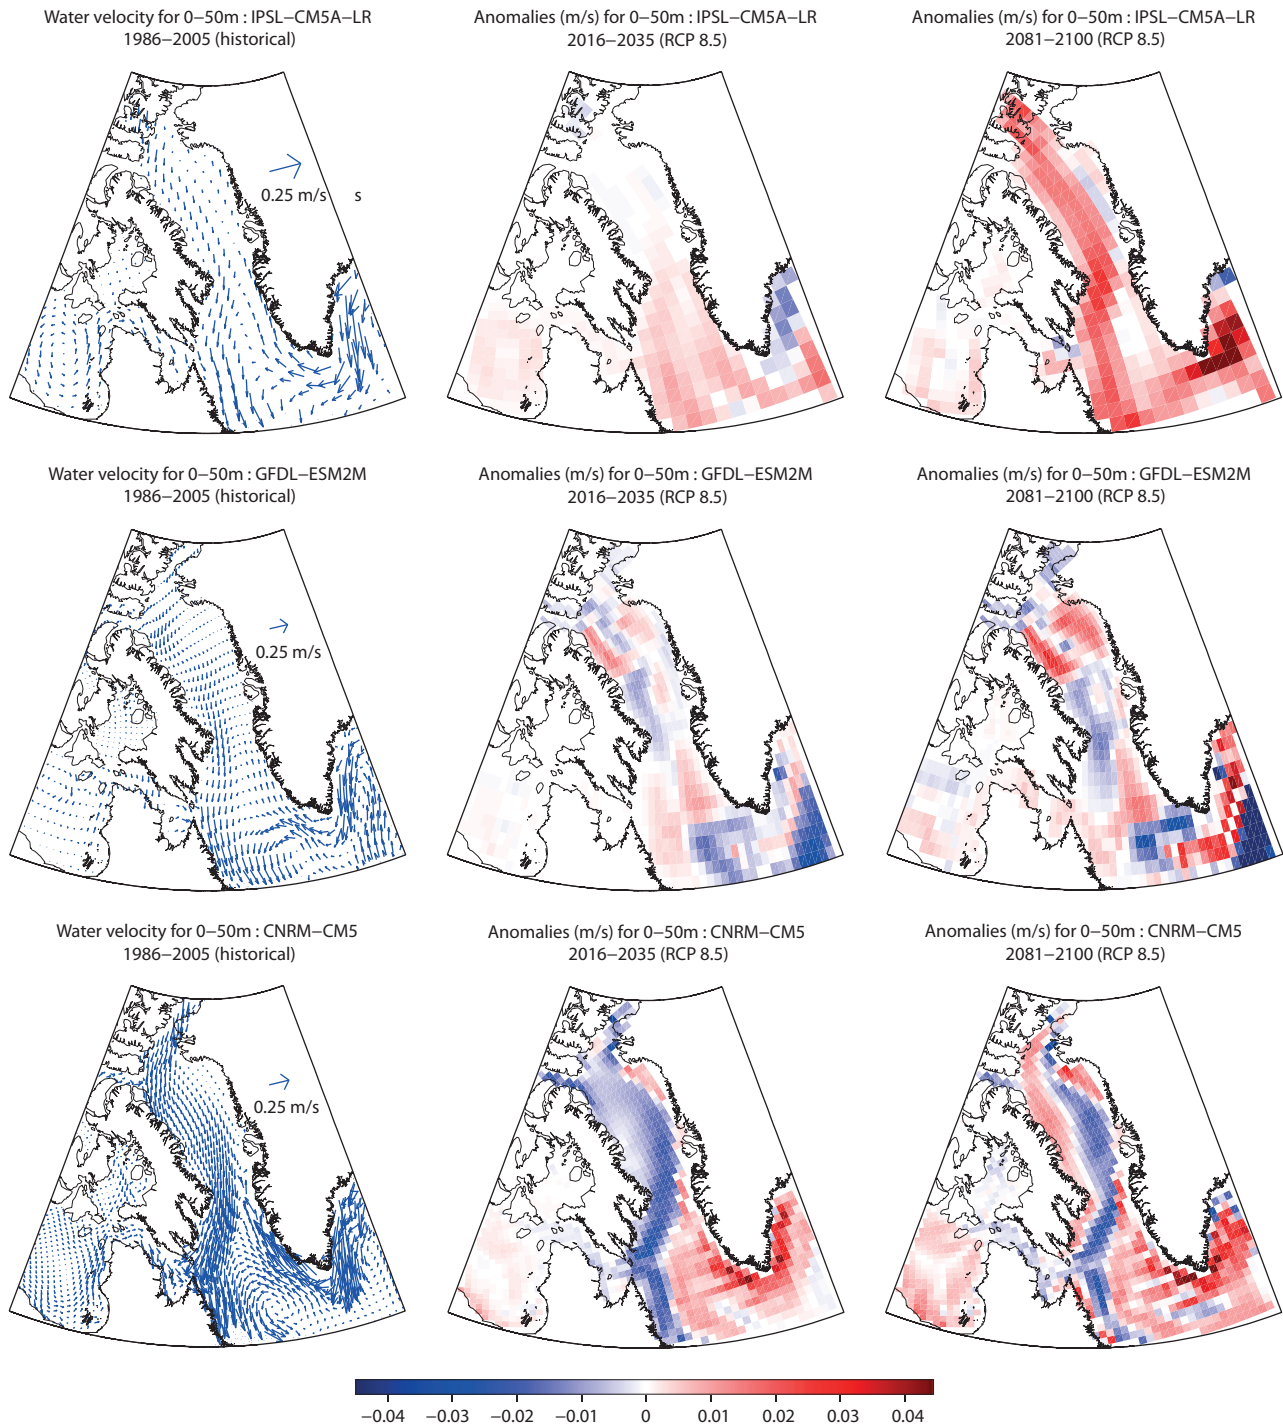 Water velocity for 0−50m : IPSL−CM5A−LR
1986−2005 (historical)
Anomalies (m/s) for 0−50m : IPSL−CM5A−LR
2016−2035 (RCP 8.5)
Anomalies (m/s) for 0−50m : IPSL−CM5A−LR
2081−2100 (RCP 8.5)
0.25 m/s s
Water velocity for 0−50m : GFDL−ESM2M
1986−2005 (historical)
Anomalies (m/s) for 0−50m : GFDL−ESM2M
2016−2035 (RCP 8.5)
Anomalies (m/s) for 0−50m : GFDL−ESM2M
2081−2100 (RCP 8.5)
0.25 m/s
Water velocity for 0−50m : CNRM−CM5
1986−2005 (historical)
Anomalies (m/s) for 0−50m : CNRM−CM5
2016−2035 (RCP 8.5)
Anomalies (m/s) for 0−50m : CNRM−CM5
2081−2100 (RCP 8.5)
0.25 m/s
−0.04 −0.03 −0.02 −0.01 0 0.01 0.02 0.03 0.04